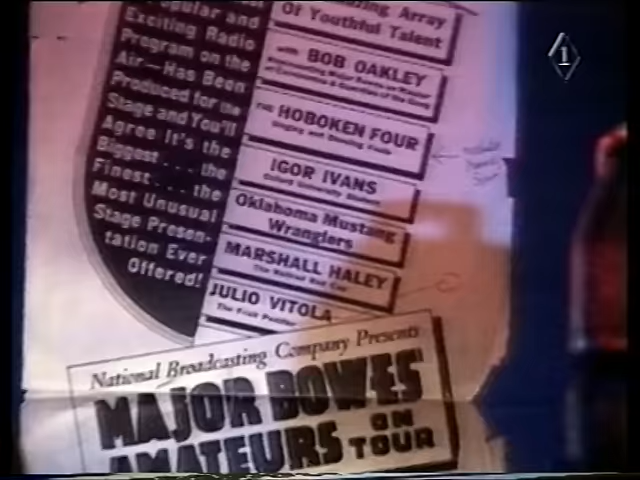 Exciting Radio
Program on the
Air—Has Been
Produced for the
Stage and You'll
Agree It's the
Biggest . . . the
Finest . . . the
Most Unusual
Stage Presen-
tation Ever
Offered!
Array
Of Youthful Talent
with BOB OAKLEY
THE HOBOKEN FOUR
Singing and Dancing Fools
IGOR IVANS
Oklahoma Mustang
Wranglers
MARSHALL HALEY
JULIO VITOLA
National Broadcasting Company Presents
MAJOR BOWES'
AMATEURS ON
TOUR
1